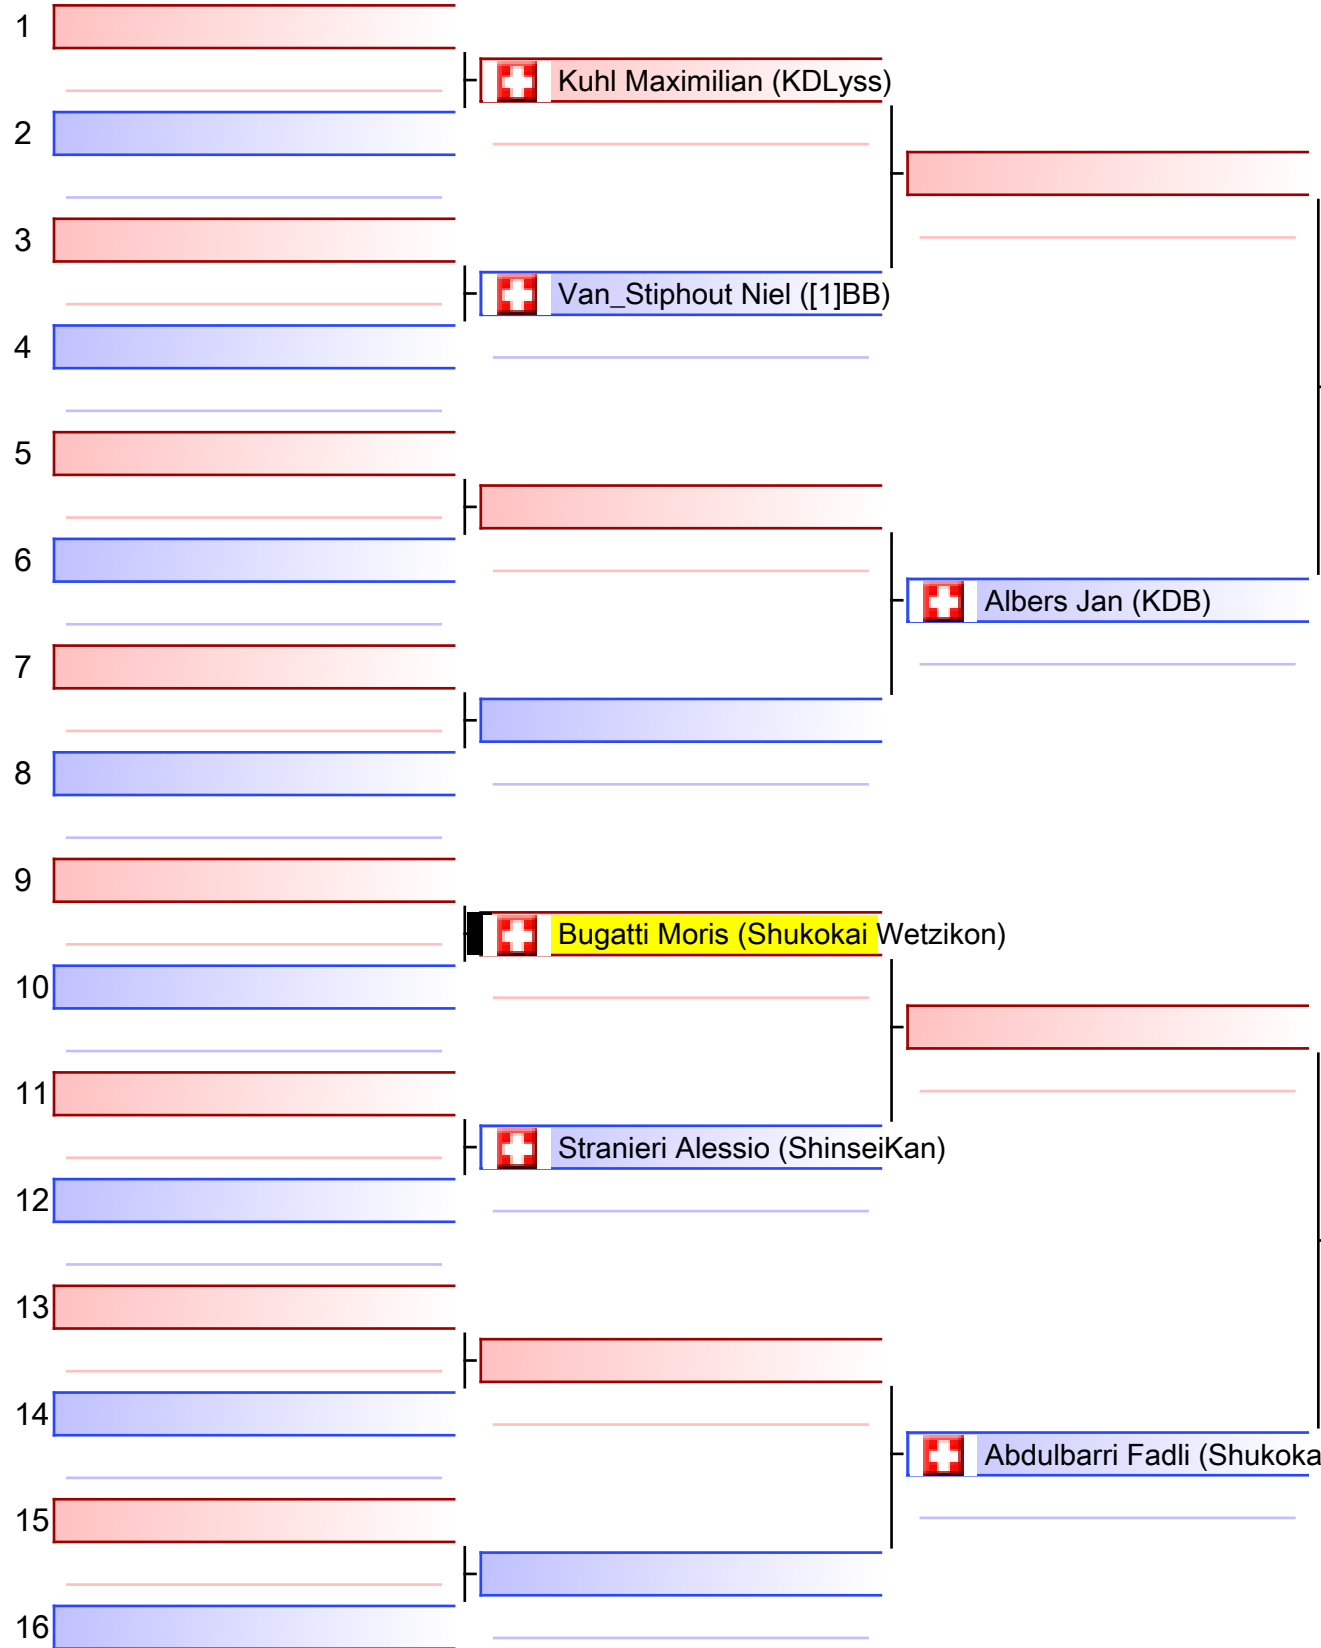 1
Kuhl Maximilian (KDLyss)
2
3
Van_Stiphout Niel ([1]BB)
4
5
6
Albers Jan (KDB)
7
8
9
Bugatti Moris (Shukokai Wetzikon)
10
11
Stranieri Alessio (ShinseiKan)
12
13
14
Abdulbarri Fadli (Shukoka
15
16